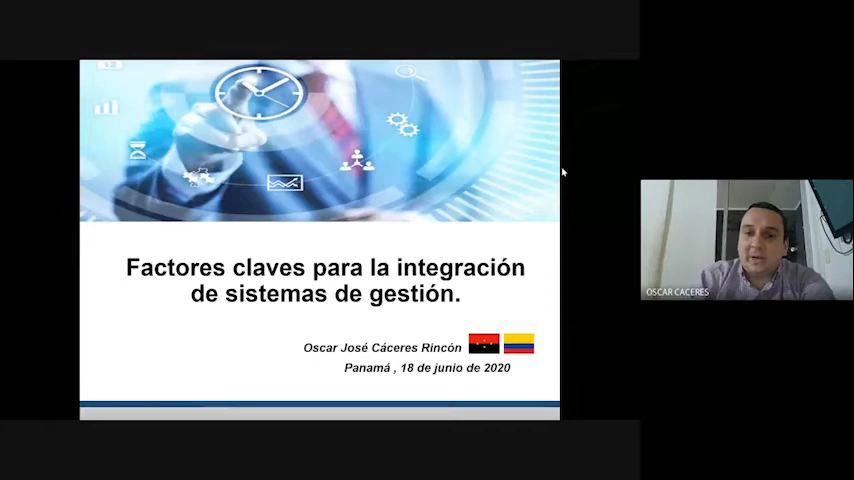 Factores claves para la integración
de sistemas de gestión.
Oscar José Cáceres Rincón
Panamá , 18 de junio de 2020
OSCAR CACERES